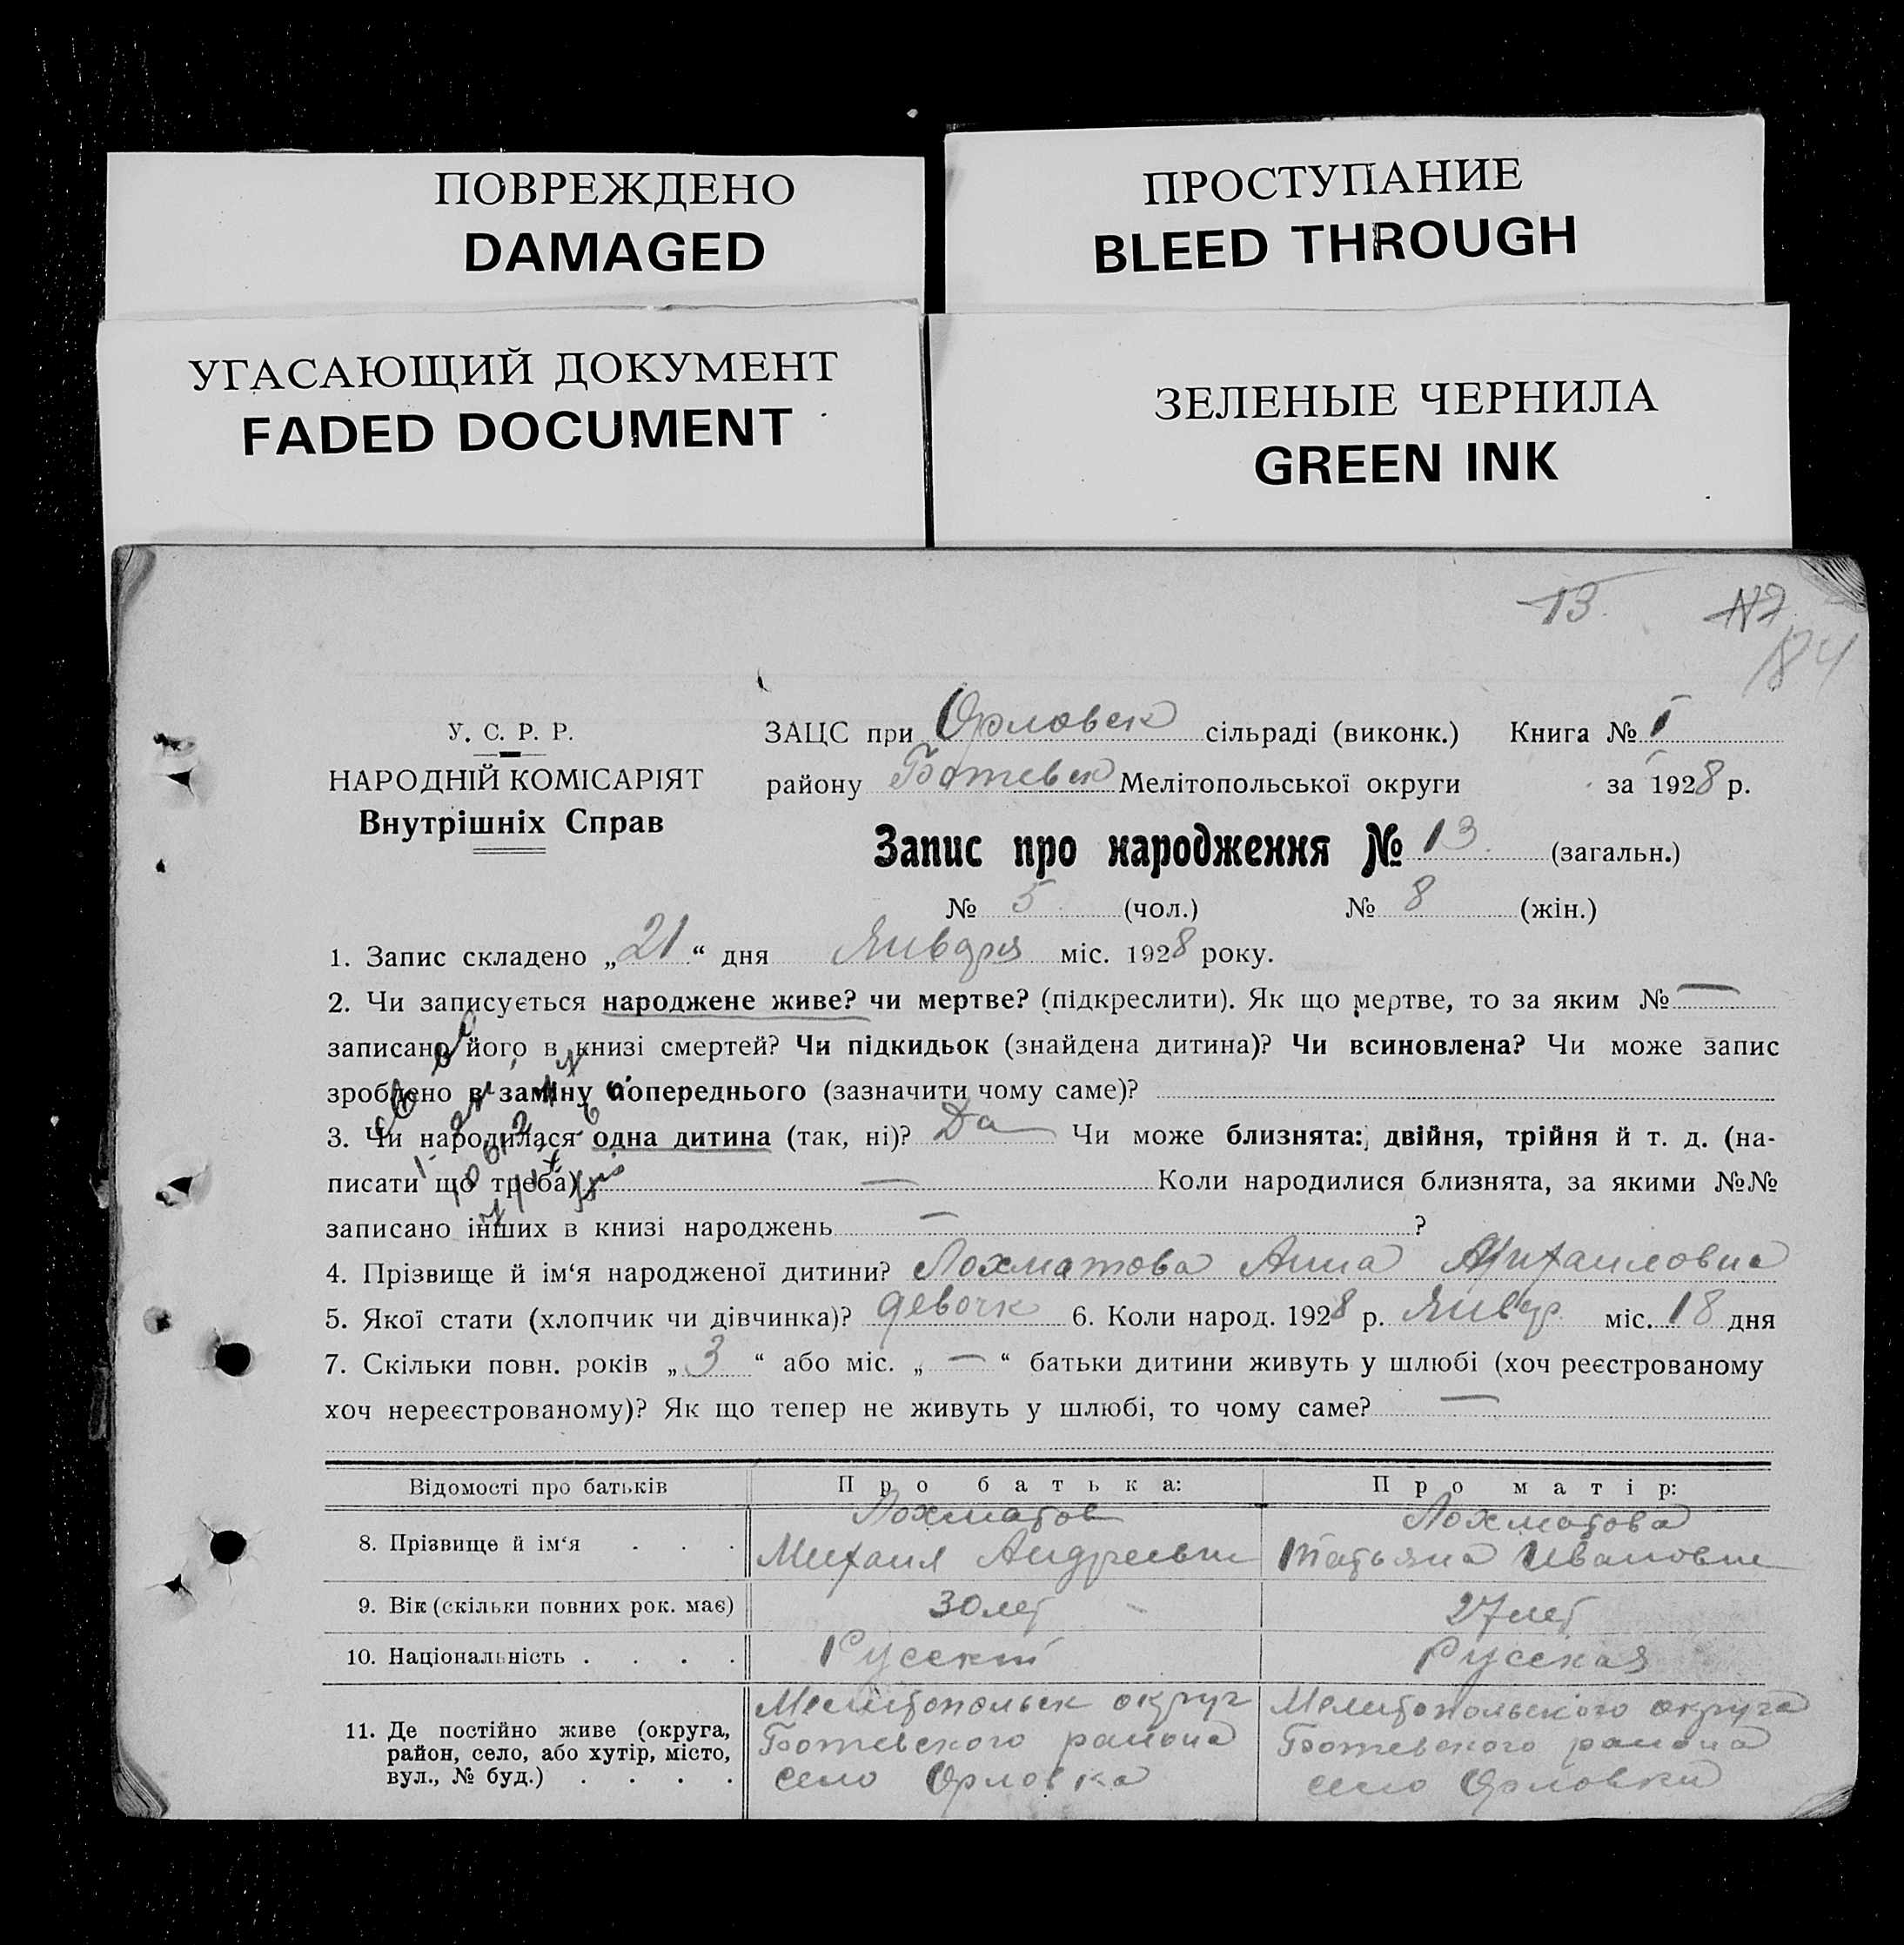 ПОВРЕЖДЕНО
DAMAGED
ПРОСТУПАНИЕ
BLEED THROUGH
УГАСАЮЩИЙ ДОКУМЕНТ
FADED DOCUMENT
ЗЕЛЕНЫЕ ЧЕРНИЛА
GREEN INK
13.
184
У. С. Р. Р.
НАРОДНІЙ КОМІСАРІЯТ
Внутрішніх Справ
ЗАЦС при Орловск сільраді (виконк.) Книга № I
району Ботевск Мелітопольської округи за 1928 р.
Запис про народження № 13. (загальн.)
№ 5 (чол.) № 8 (жін.)
1. Запис складено „21“ дня Января міс. 1928 року.
2. Чи записується народжене живе? чи мертве? (підкреслити). Як що мертве, то за яким № —
записано його в книзі смертей? Чи підкидьок (знайдена дитина)? Чи всиновлена? Чи може запис
зроблено в заміну попереднього (зазначити чому саме)?
3. Чи народилася одна дитина (так, ні)? Да Чи може близнята: двійня, трійня й т. д. (на-
писати що треба) — Коли народилися близнята, за якими №№
записано інших в книзі народжень — ?
4. Прізвище й ім‘я народженої дитини? Лохматова Анна Михаиловна
5. Якої стати (хлопчик чи дівчинка)? девочк 6. Коли народ. 1928 р. Январ. міс. 18 дня
7. Скільки повн. років „3“ або міс. „—“ батьки дитини живуть у шлюбі (хоч реєстрованому
хоч нереєстрованому)? Як що тепер не живуть у шлюбі, то чому саме? —
Відомості про батьків Про батька: Про матір:
8. Прізвище й ім‘я . . . Лохматов Михаил Андреевич Лохматова Татьяна Ивановн
9. Вік (скільки повних рок. має) 30 лет 27 лет
10. Національність . . . . Русский Русская
11. Де постійно живе (округа, Мелитопольск округ Мелитопольского округа
район, село, або хутір, місто, Ботевского района Ботевского района
вул., № буд.) . . . . село Орловка село Орловки